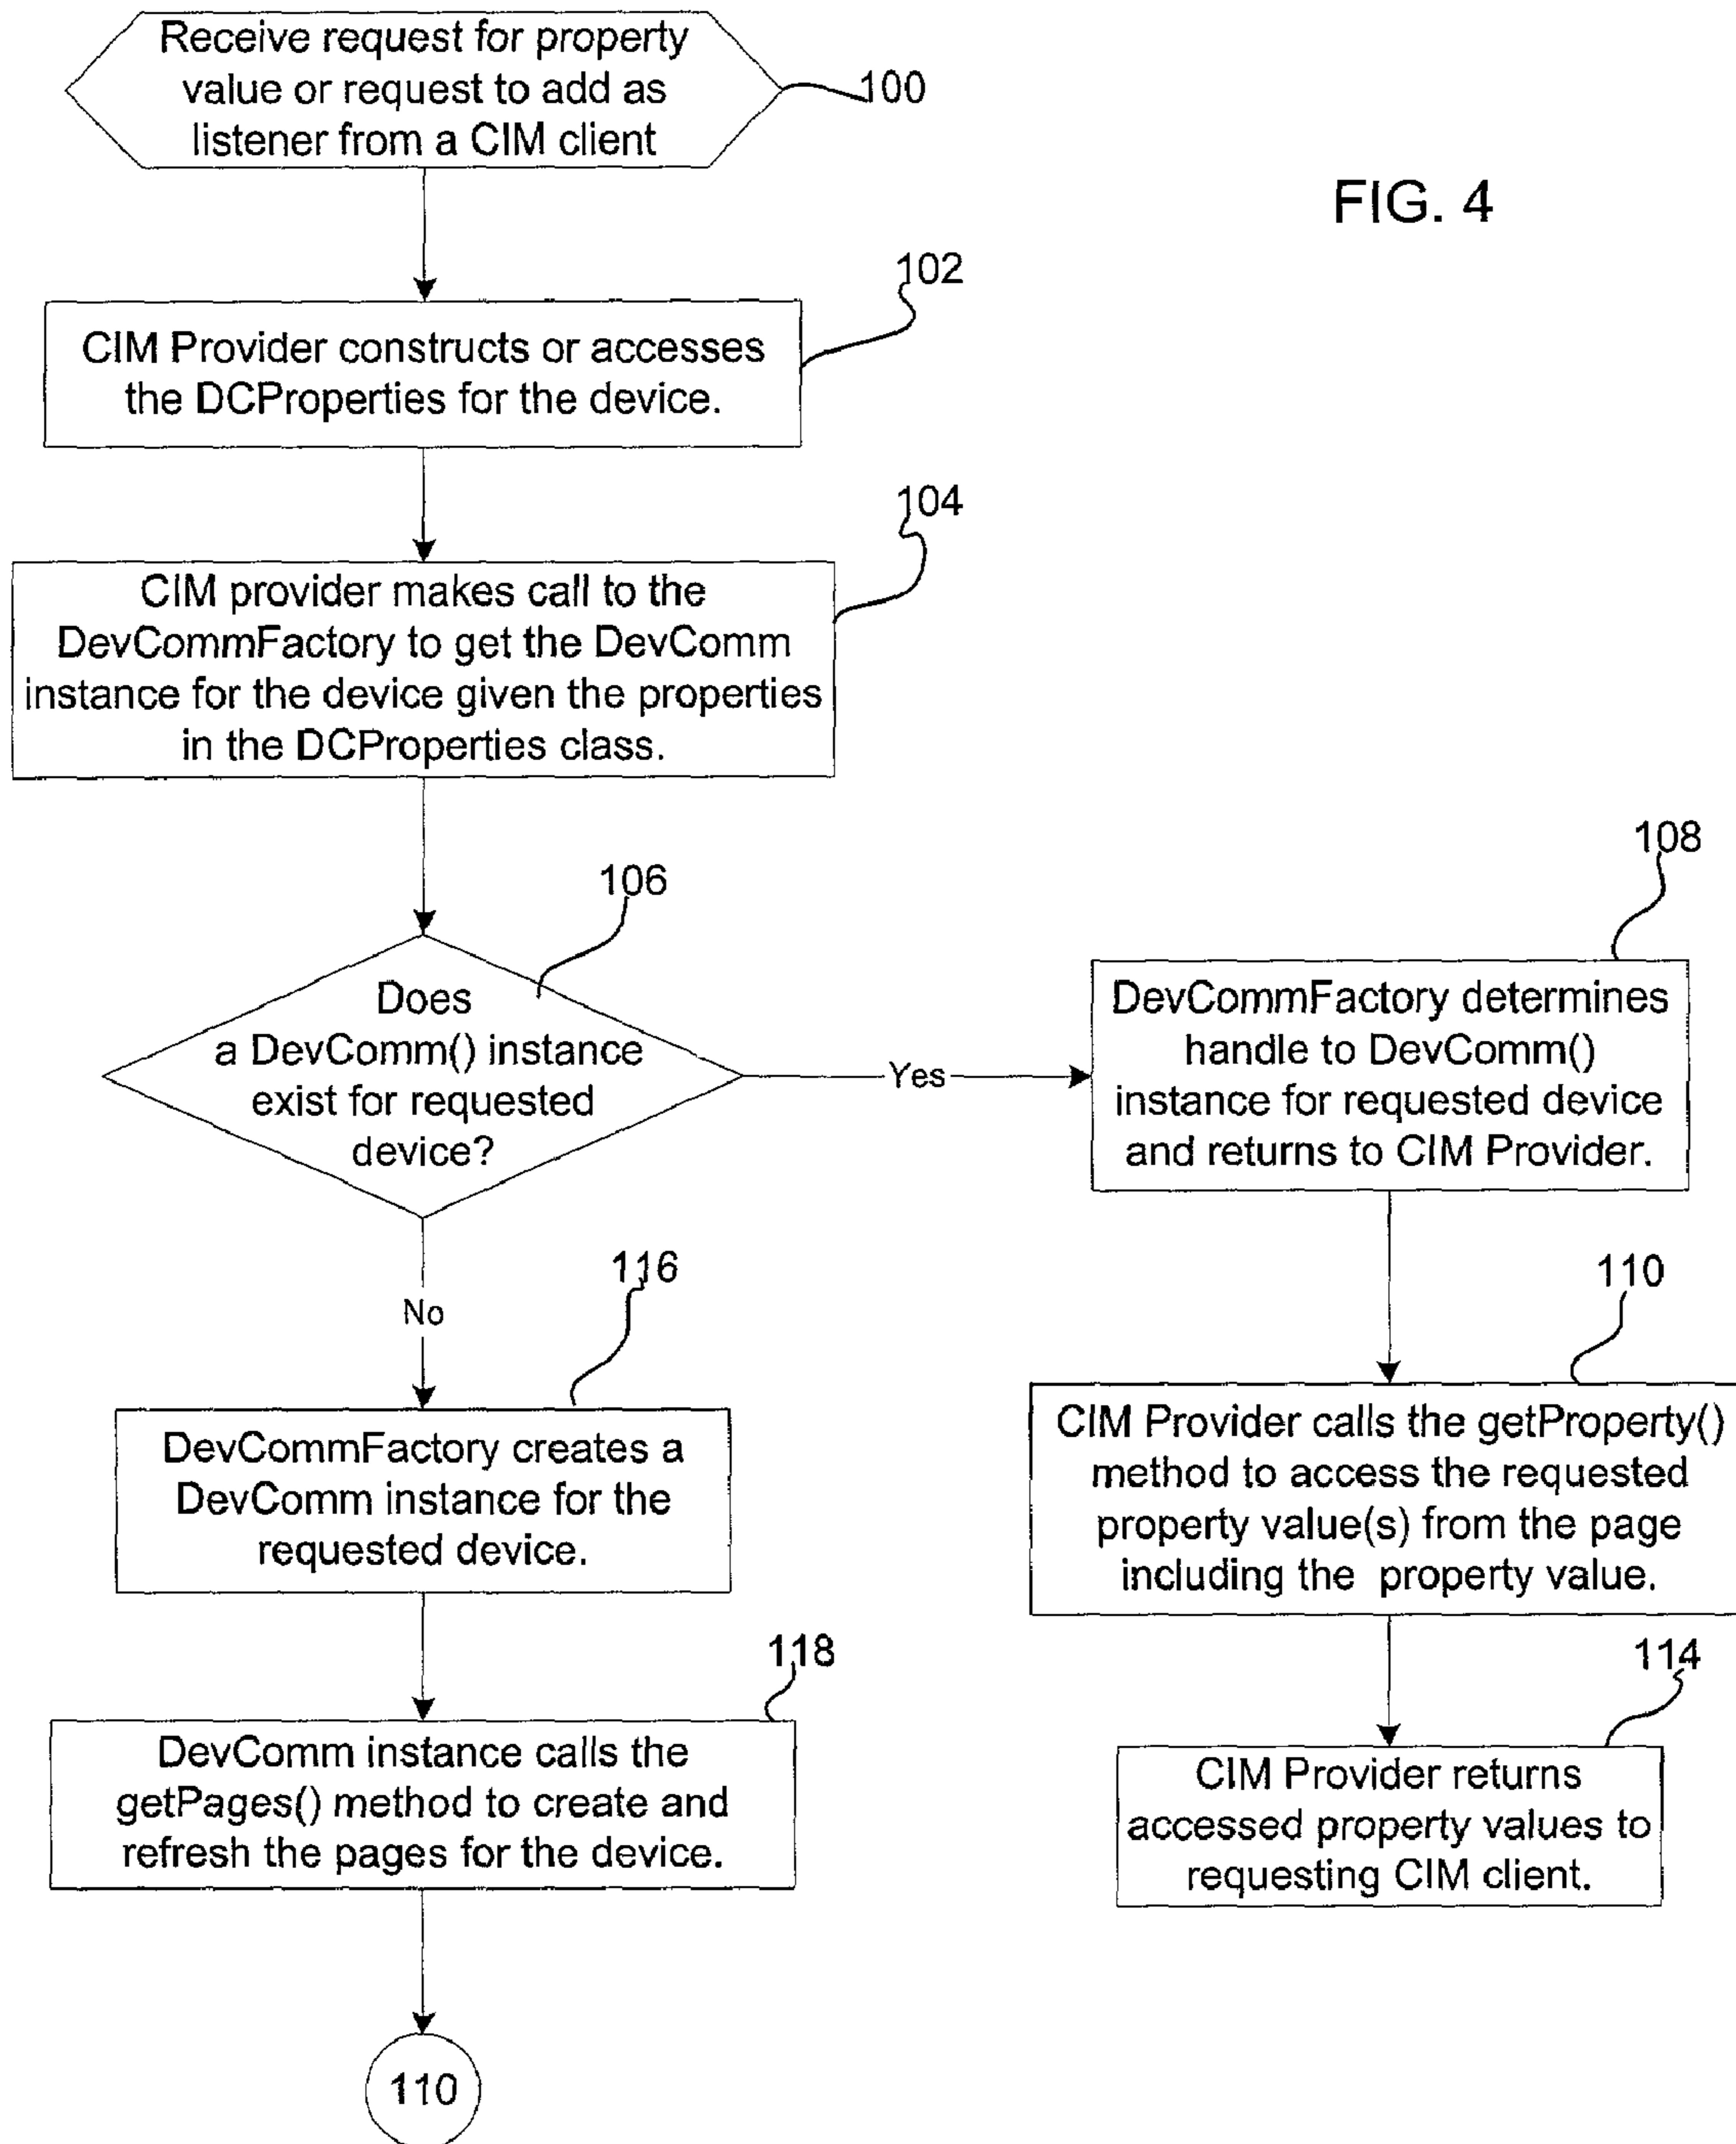 Receive request for property
value or request to add as
listener from a CIM client
100
FIG. 4
102
CIM Provider constructs or accesses
the DCProperties for the device.
104
CIM provider makes call to the
DevCommFactory to get the DevComm
instance for the device given the properties
in the DCProperties class.
106
Does
a DevComm() instance
exist for requested
device?
Yes
108
DevCommFactory determines
handle to DevComm()
instance for requested device
and returns to CIM Provider.
No
116
DevCommFactory creates a
DevComm instance for the
requested device.
110
CIM Provider calls the getProperty()
method to access the requested
property value(s) from the page
including the property value.
118
DevComm instance calls the
getPages() method to create and
refresh the pages for the device.
114
CIM Provider returns
accessed property values to
requesting CIM client.
110